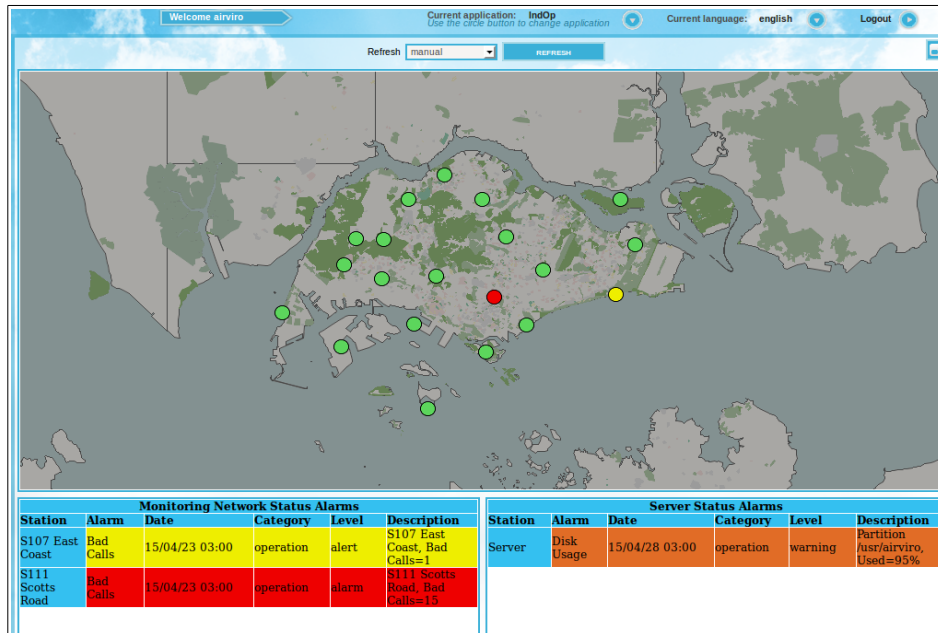 Welcome airviro
Current application: IndOp
Use the circle button to change application
Current language: english
Logout
Refresh manual REFRESH
Monitoring Network Status Alarms
Station Alarm Date Category Level Description
S107 East Coast Bad Calls 15/04/23 03:00 operation alert S107 East Coast, Bad Calls=1
S111 Scotts Road Bad Calls 15/04/23 03:00 operation alarm S111 Scotts Road, Bad Calls=15
Server Status Alarms
Station Alarm Date Category Level Description
Server Disk Usage 15/04/28 03:00 operation warning Partition /usr/airviro, Used=95%